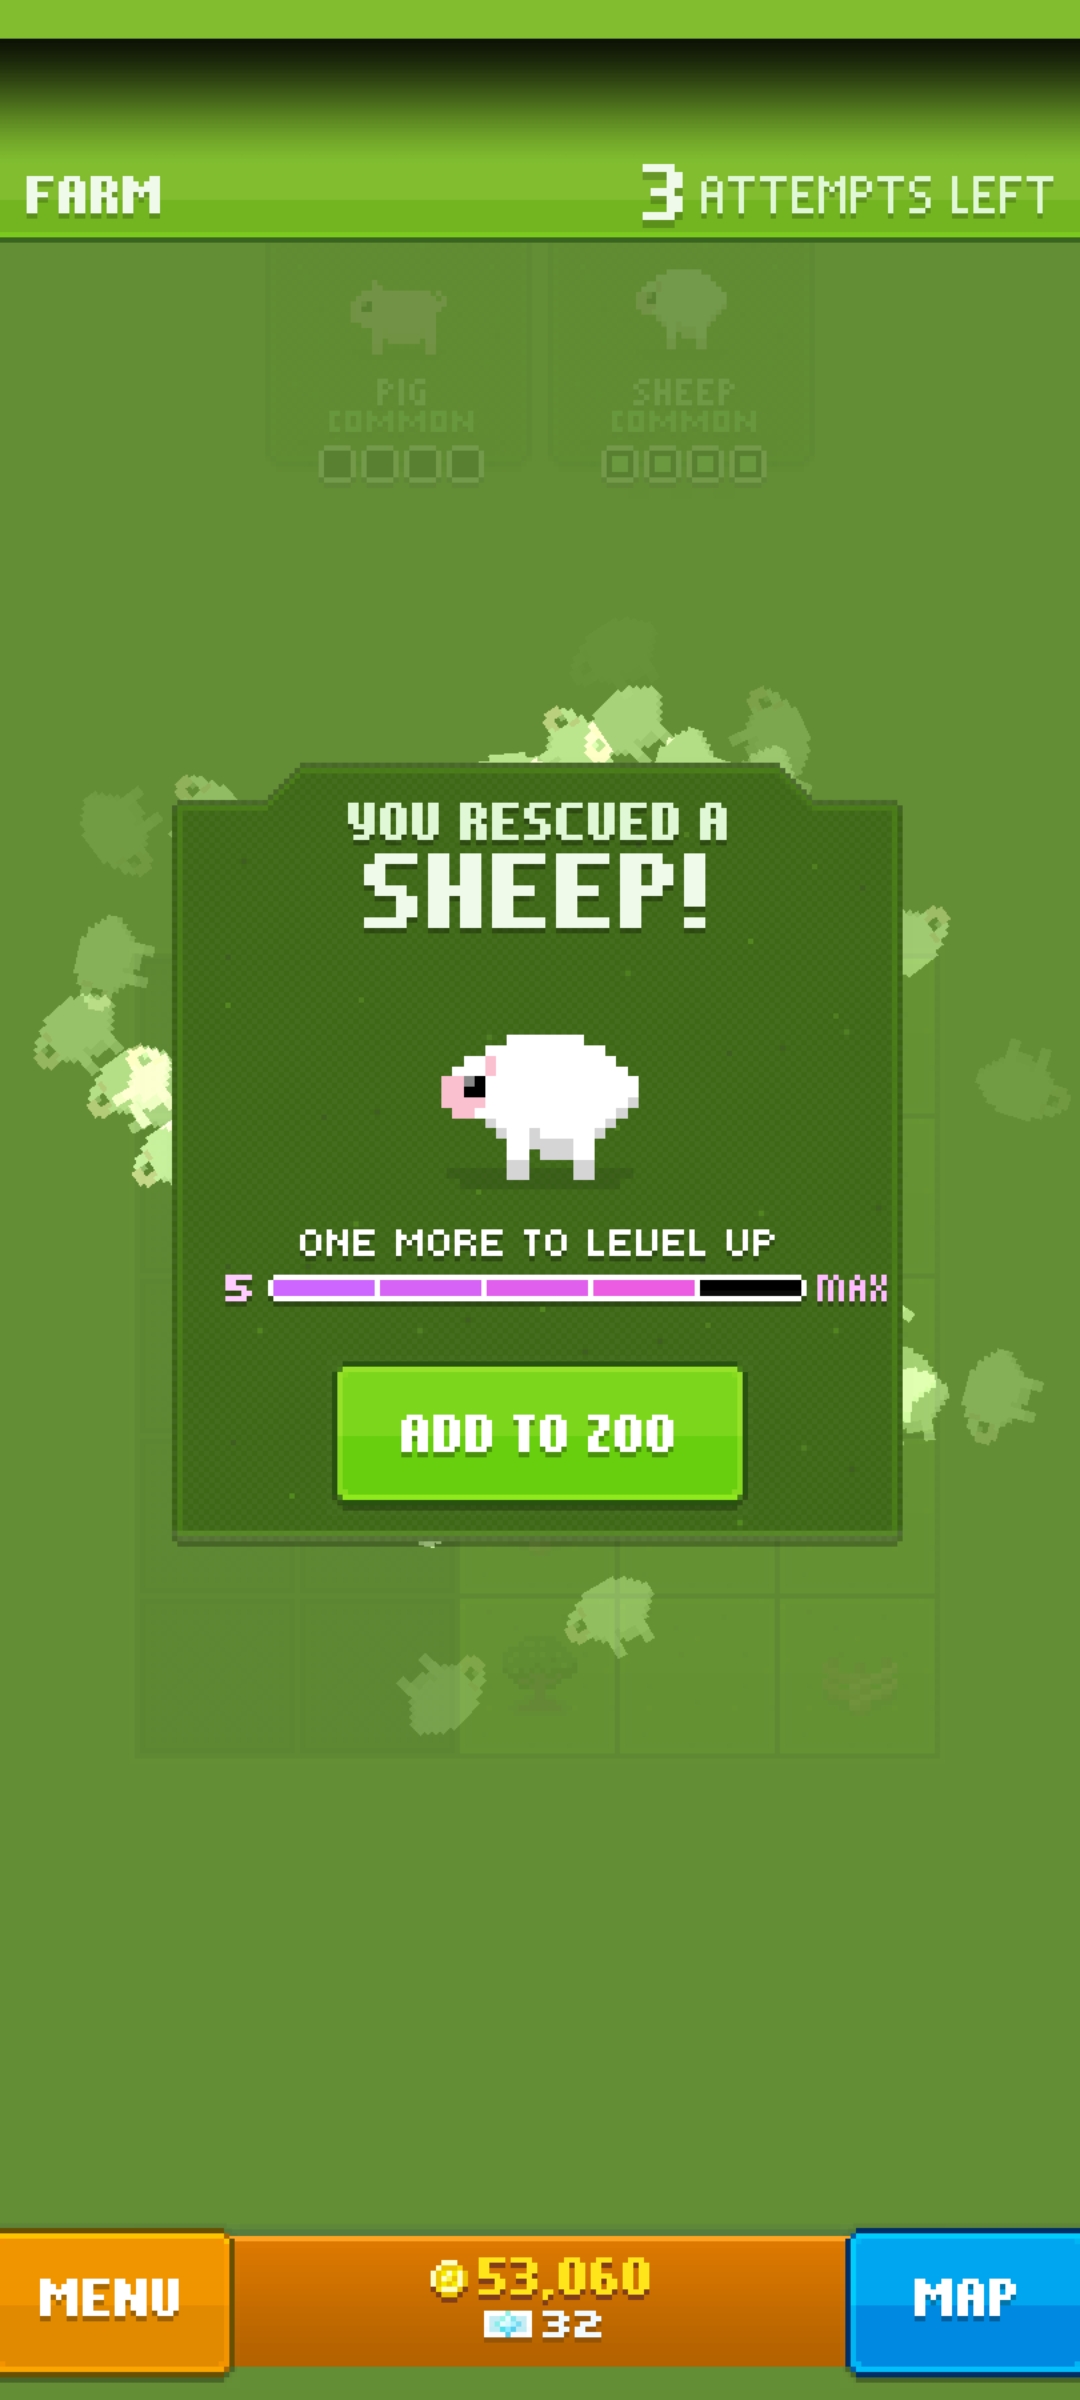 FARM
3 ATTEMPTS LEFT
PIG
COMMON
SHEEP
COMMON
YOU RESCUED A
SHEEP!
ONE MORE TO LEVEL UP
5
MAX
ADD TO ZOO
MENU
53,060
32
MAP